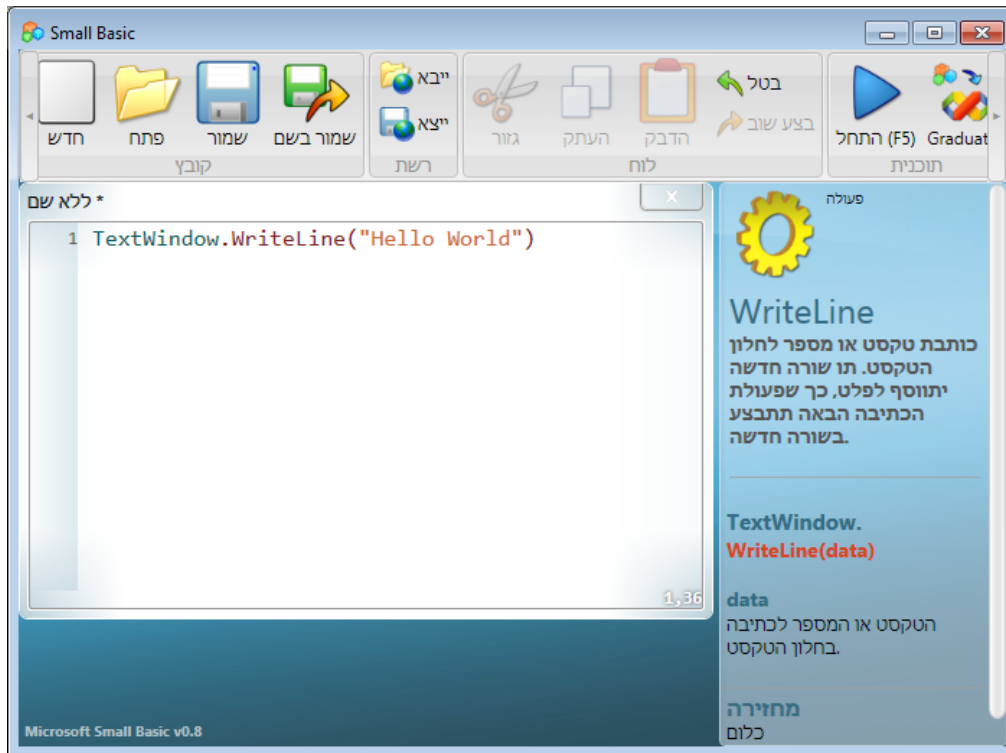 Small Basic
חדש
פתח
שמור
שמור בשם
קובץ
ייבא
ייצא
רשת
גזור
העתק
הדבק
בטל
בצע שוב
לוח
התחל (F5)
Graduat
תוכנית
ללא שם *
x
1 TextWindow.WriteLine("Hello World")
1,36
Microsoft Small Basic v0.8
פעולה
WriteLine
כותבת טקסט או מספר לחלון
הטקסט. תו שורה חדשה
יתווסף לפלט, כך שפעולת
הכתיבה הבאה תתבצע
בשורה חדשה.
TextWindow.
WriteLine(data)
data
הטקסט או המספר לכתיבה
בחלון הטקסט.
מחזירה
כלום